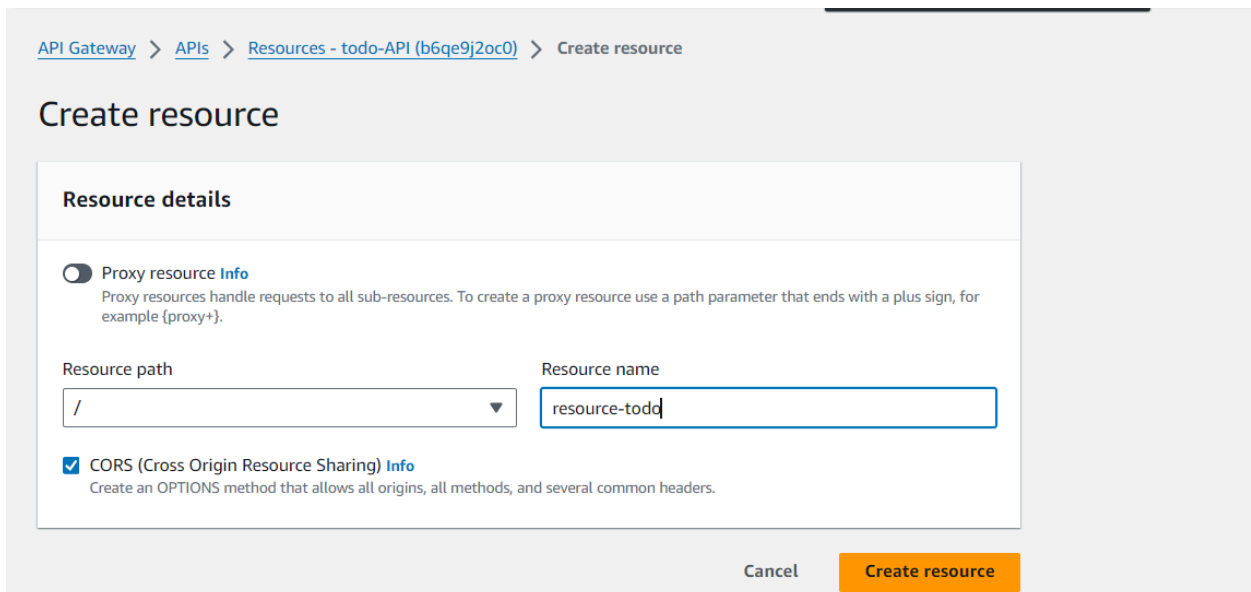 API Gateway > APIs > Resources - todo-API (b6qe9j2oc0) > Create resource
Create resource
Resource details
Proxy resource Info
Proxy resources handle requests to all sub-resources. To create a proxy resource use a path parameter that ends with a plus sign, for
example {proxy+}.
Resource path
Resource name
/
resource-todo
CORS (Cross Origin Resource Sharing) Info
Create an OPTIONS method that allows all origins, all methods, and several common headers.
Cancel
Create resource